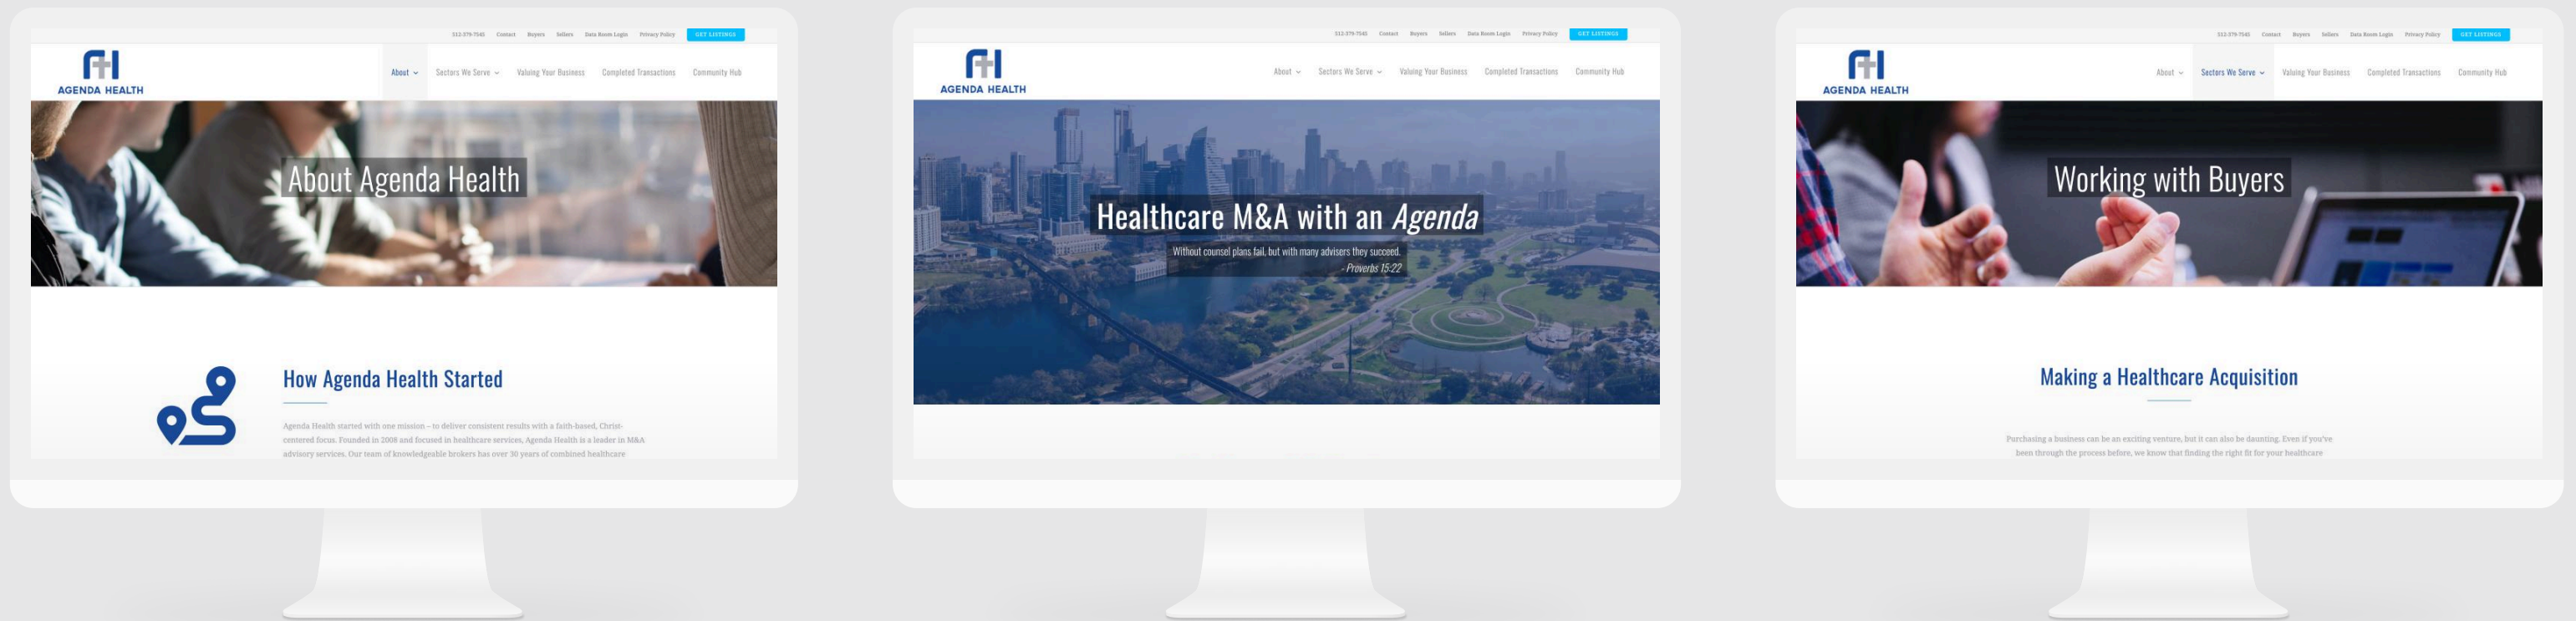 512-379-7545 Contact Buyers Sellers Data Room Login Privacy Policy GET LISTINGS
AGENDA HEALTH
About Sectors We Serve Valuing Your Business Completed Transactions Community Hub
About Agenda Health
How Agenda Health Started
Agenda Health started with one mission – to deliver consistent results with a faith-based, Christ-
centered focus. Founded in 2008 and focused in healthcare services, Agenda Health is a leader in M&A
advisory services. Our team of knowledgeable brokers has over 30 years of combined healthcare
512-379-7545 Contact Buyers Sellers Data Room Login Privacy Policy GET LISTINGS
AGENDA HEALTH
About Sectors We Serve Valuing Your Business Completed Transactions Community Hub
Healthcare M&A with an Agenda
Without counsel plans fail, but with many advisers they succeed.
- Proverbs 15:22
512-379-7545 Contact Buyers Sellers Data Room Login Privacy Policy GET LISTINGS
AGENDA HEALTH
About Sectors We Serve Valuing Your Business Completed Transactions Community Hub
Working with Buyers
Making a Healthcare Acquisition
Purchasing a business can be an exciting venture, but it can also be daunting. Even if you've
been through the process before, we know that finding the right fit for your healthcare